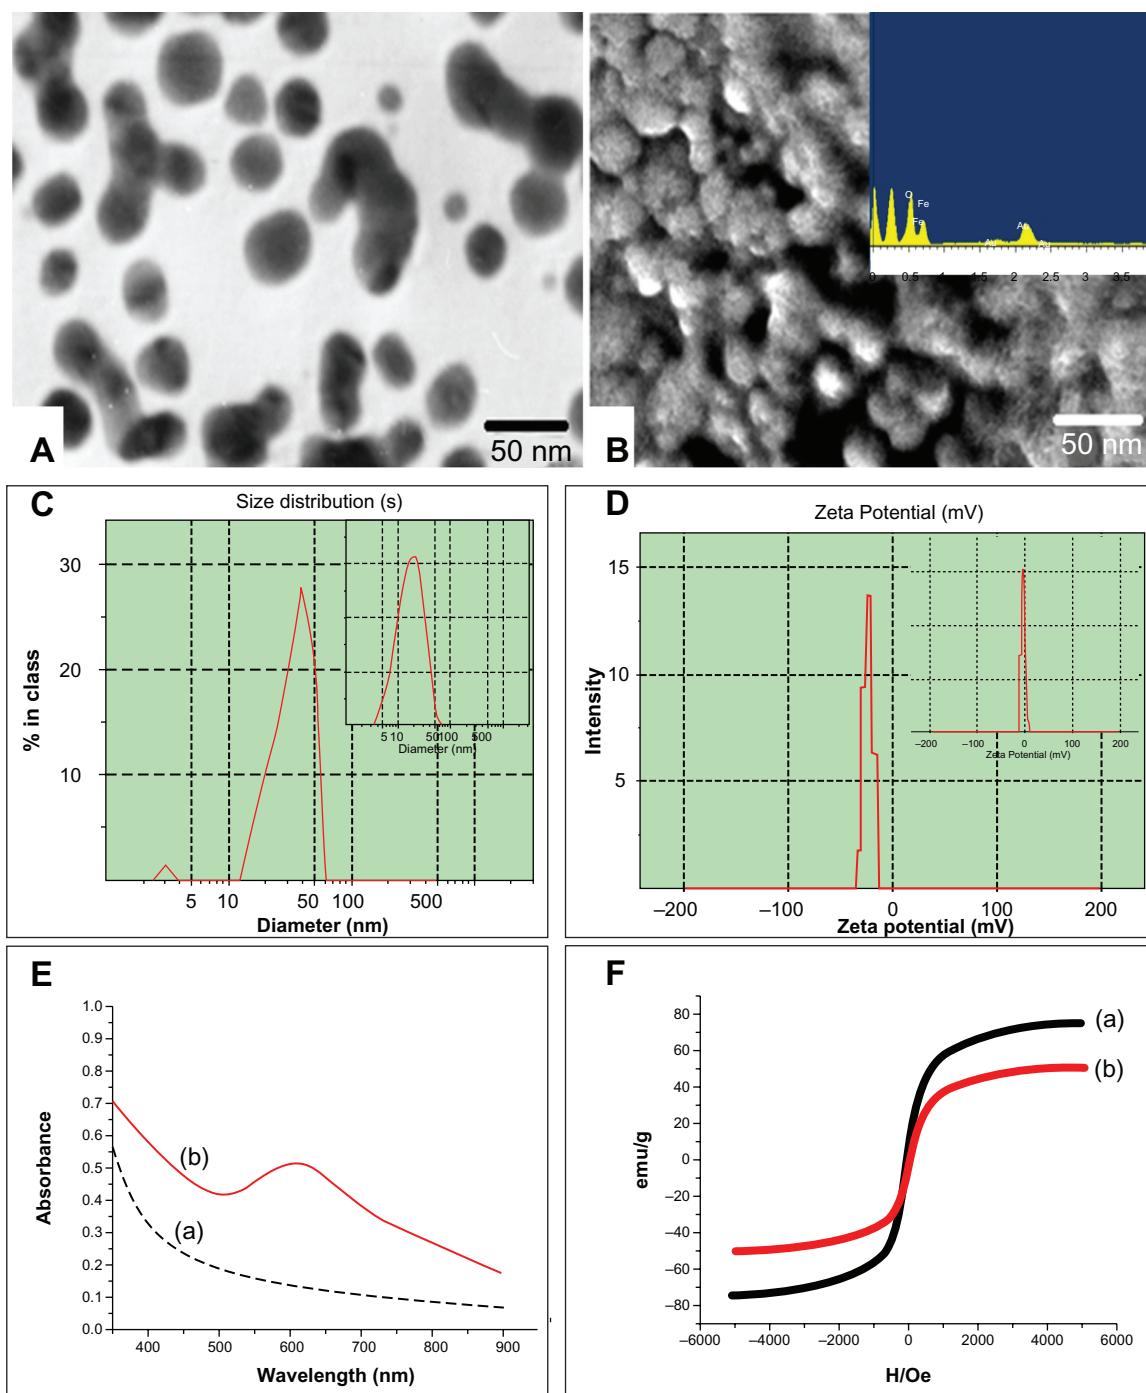 A
50 nm
B
50 nm
O
Fe
Fe
Au
Au
Au
0 0.5 1 1.5 2 2.5 3 3.5
C
Size distribution (s)
% in class
30
20
10
5 10 50 100 500
Diameter (nm)
5 10 50 100 500
Diameter (nm)
D
Zeta Potential (mV)
Intensity
15
10
5
–200 –100 0 100 200
Zeta potential (mV)
–200 –100 0 100 200
Zeta Potential (mV)
E
Absorbance
1.0
0.9
0.8
0.7
0.6
0.5
0.4
0.3
0.2
0.1
0.0
(b)
(a)
400 500 600 700 800 900
Wavelength (nm)
F
emu/g
80
60
40
20
0
–20
–40
–60
–80
(a)
(b)
–6000 –4000 –2000 0 2000 4000 6000
H/Oe